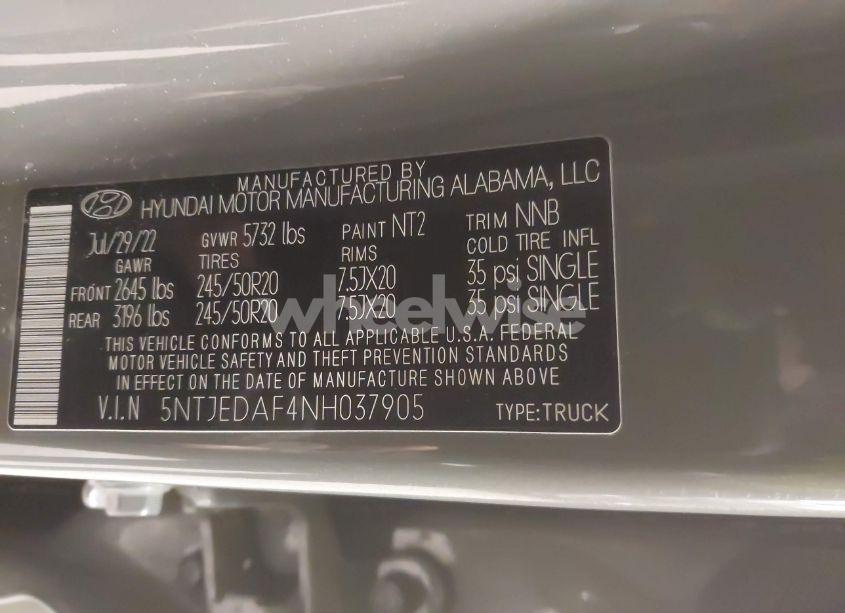 MANUFACTURED BY
HYUNDAI MOTOR MANUFACTURING ALABAMA, LLC
Jul/29/22 GVWR 5732 lbs PAINT NT2 TRIM NNB
GAWR TIRES RIMS COLD TIRE INFL
FRONT 2645 lbs 245/50R20 7.5JX20 35 psi SINGLE
REAR 3196 lbs 245/50R20 7.5JX20 35 psi SINGLE
wheelwise
THIS VEHICLE CONFORMS TO ALL APPLICABLE U.S.A. FEDERAL
MOTOR VEHICLE SAFETY AND THEFT PREVENTION STANDARDS
IN EFFECT ON THE DATE OF MANUFACTURE SHOWN ABOVE
V.I.N 5NTJEDAF4NH037905 TYPE:TRUCK